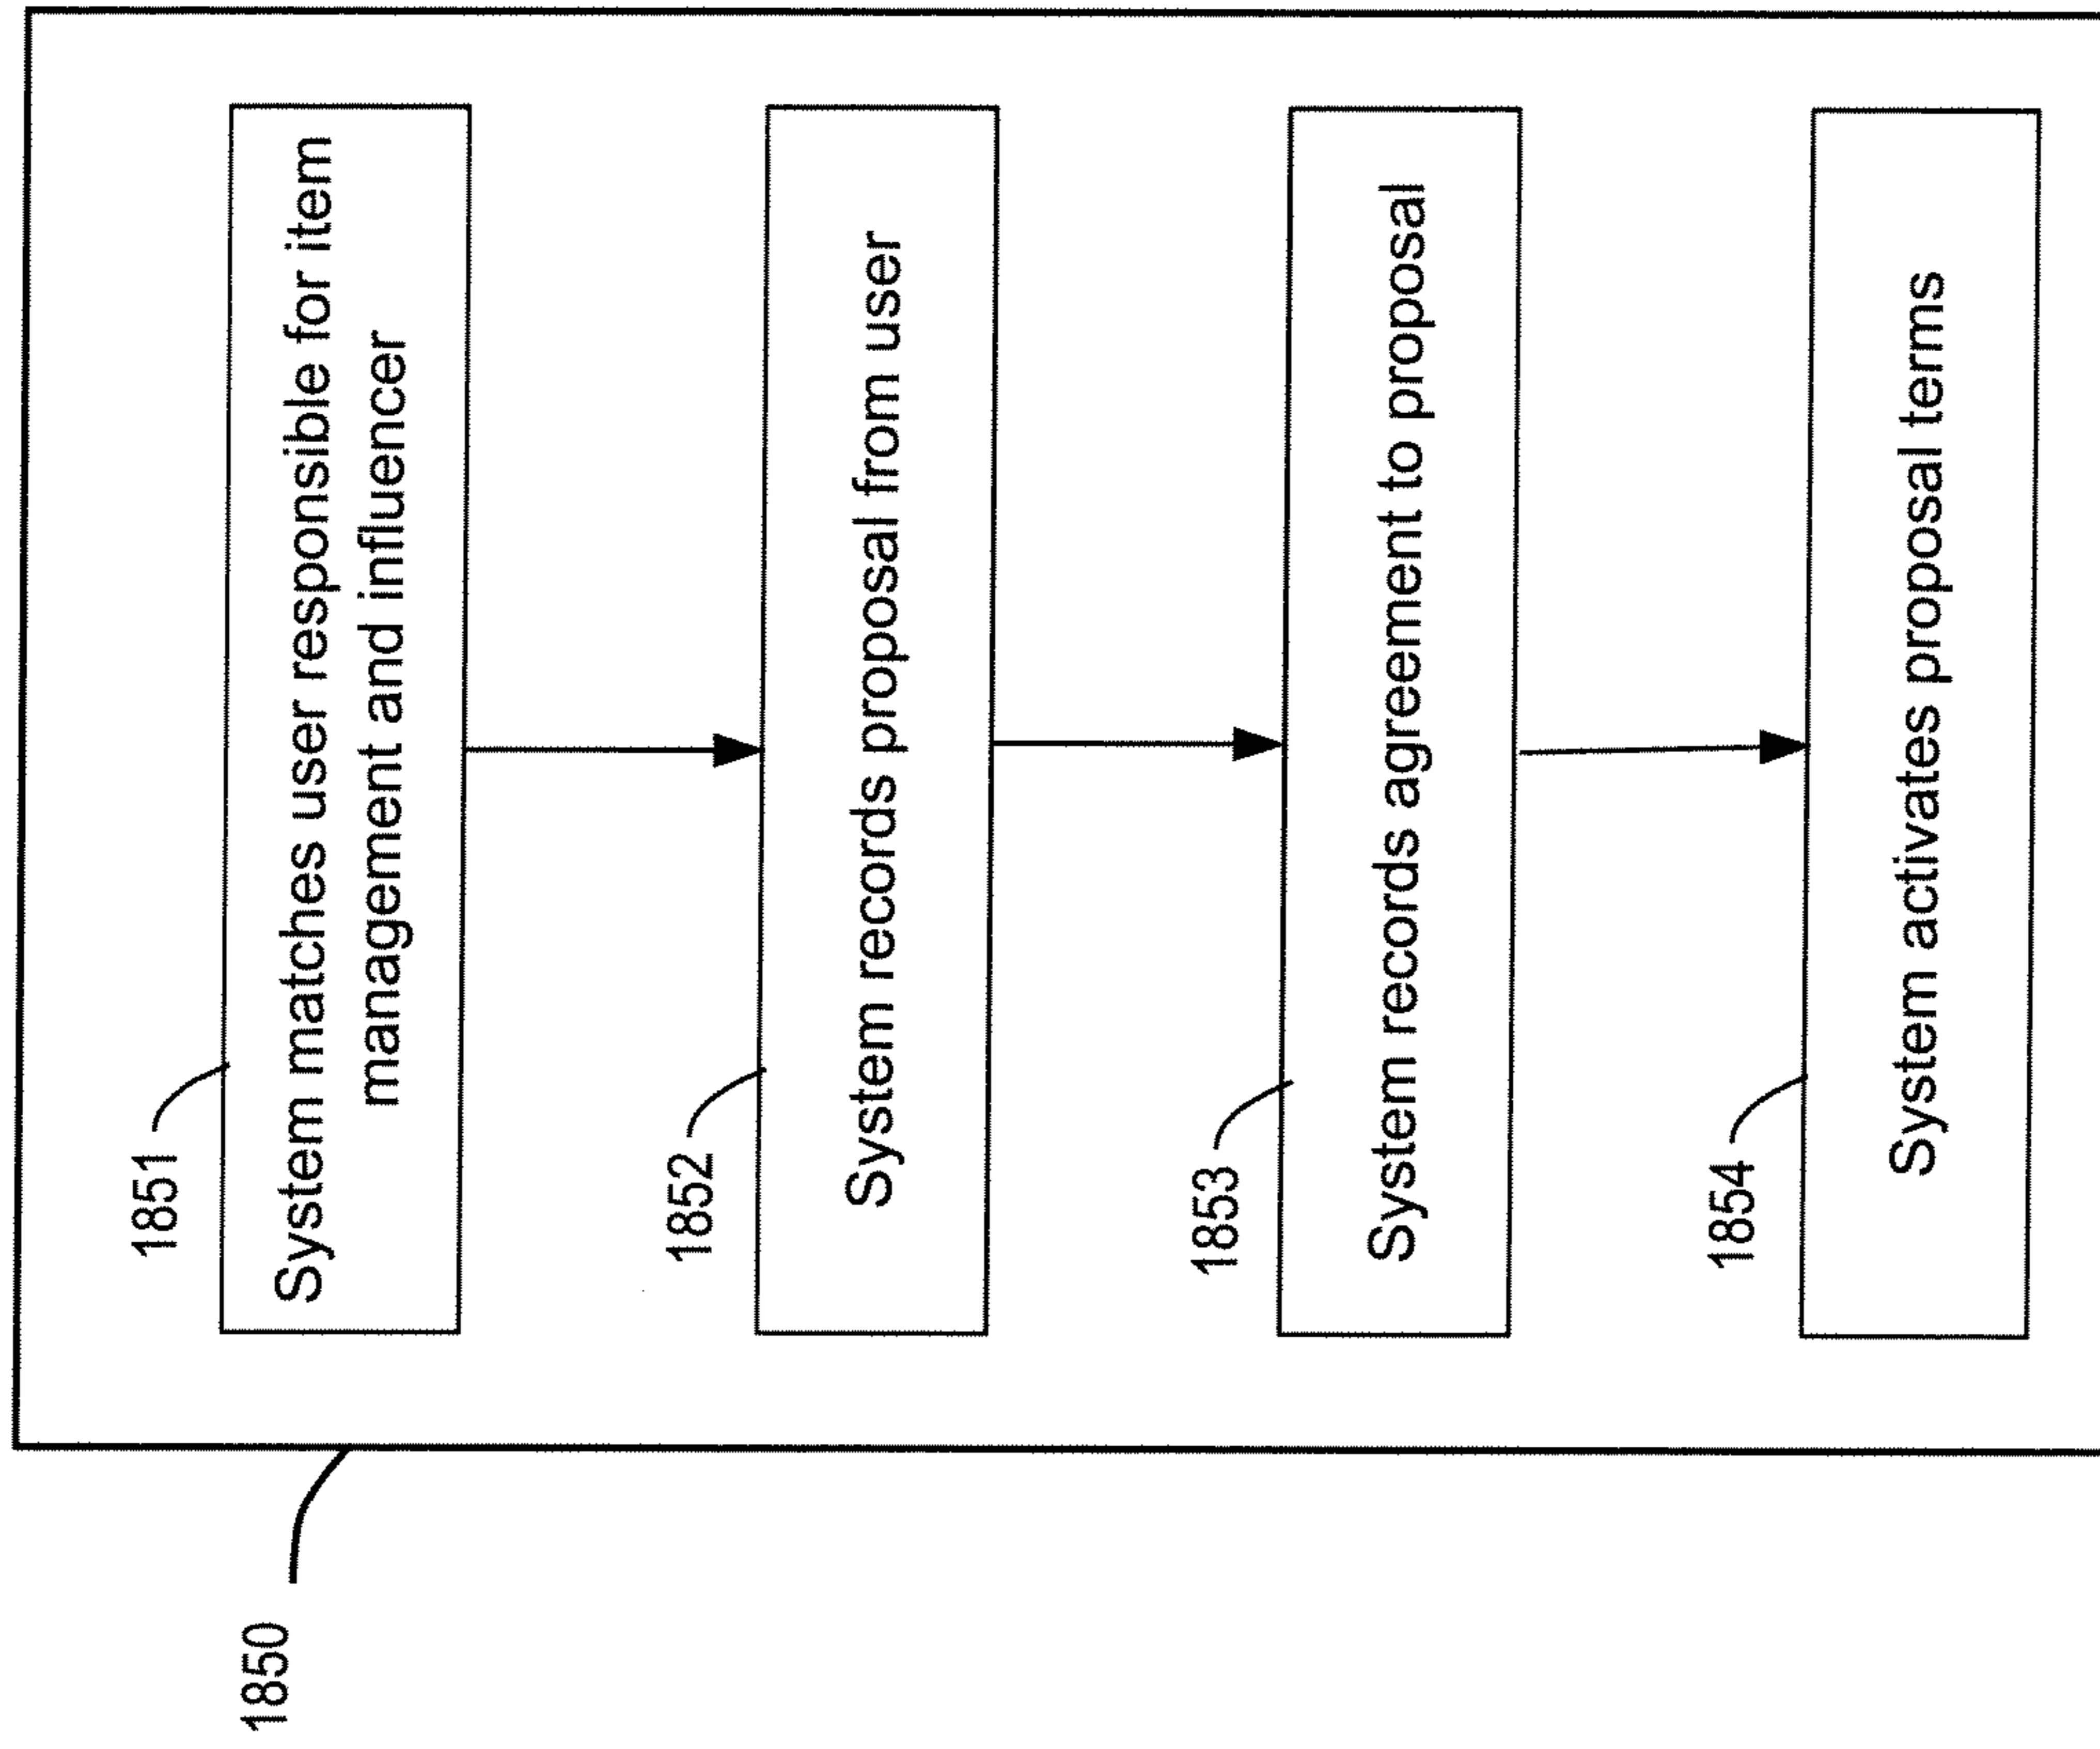 1850
1851
System matches user responsible for item
management and influencer
1852
System records proposal from user
1853
System records agreement to proposal
1854
System activates proposal terms